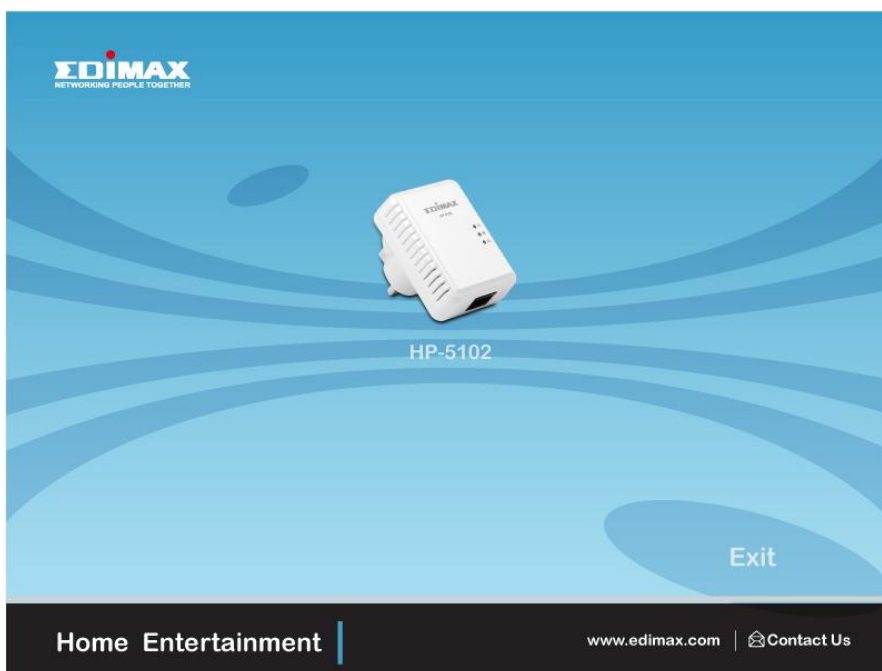 EDIMAX
NETWORKING PEOPLE TOGETHER
EDIMAX
HP-5102
Exit
Home Entertainment
www.edimax.com | Contact Us